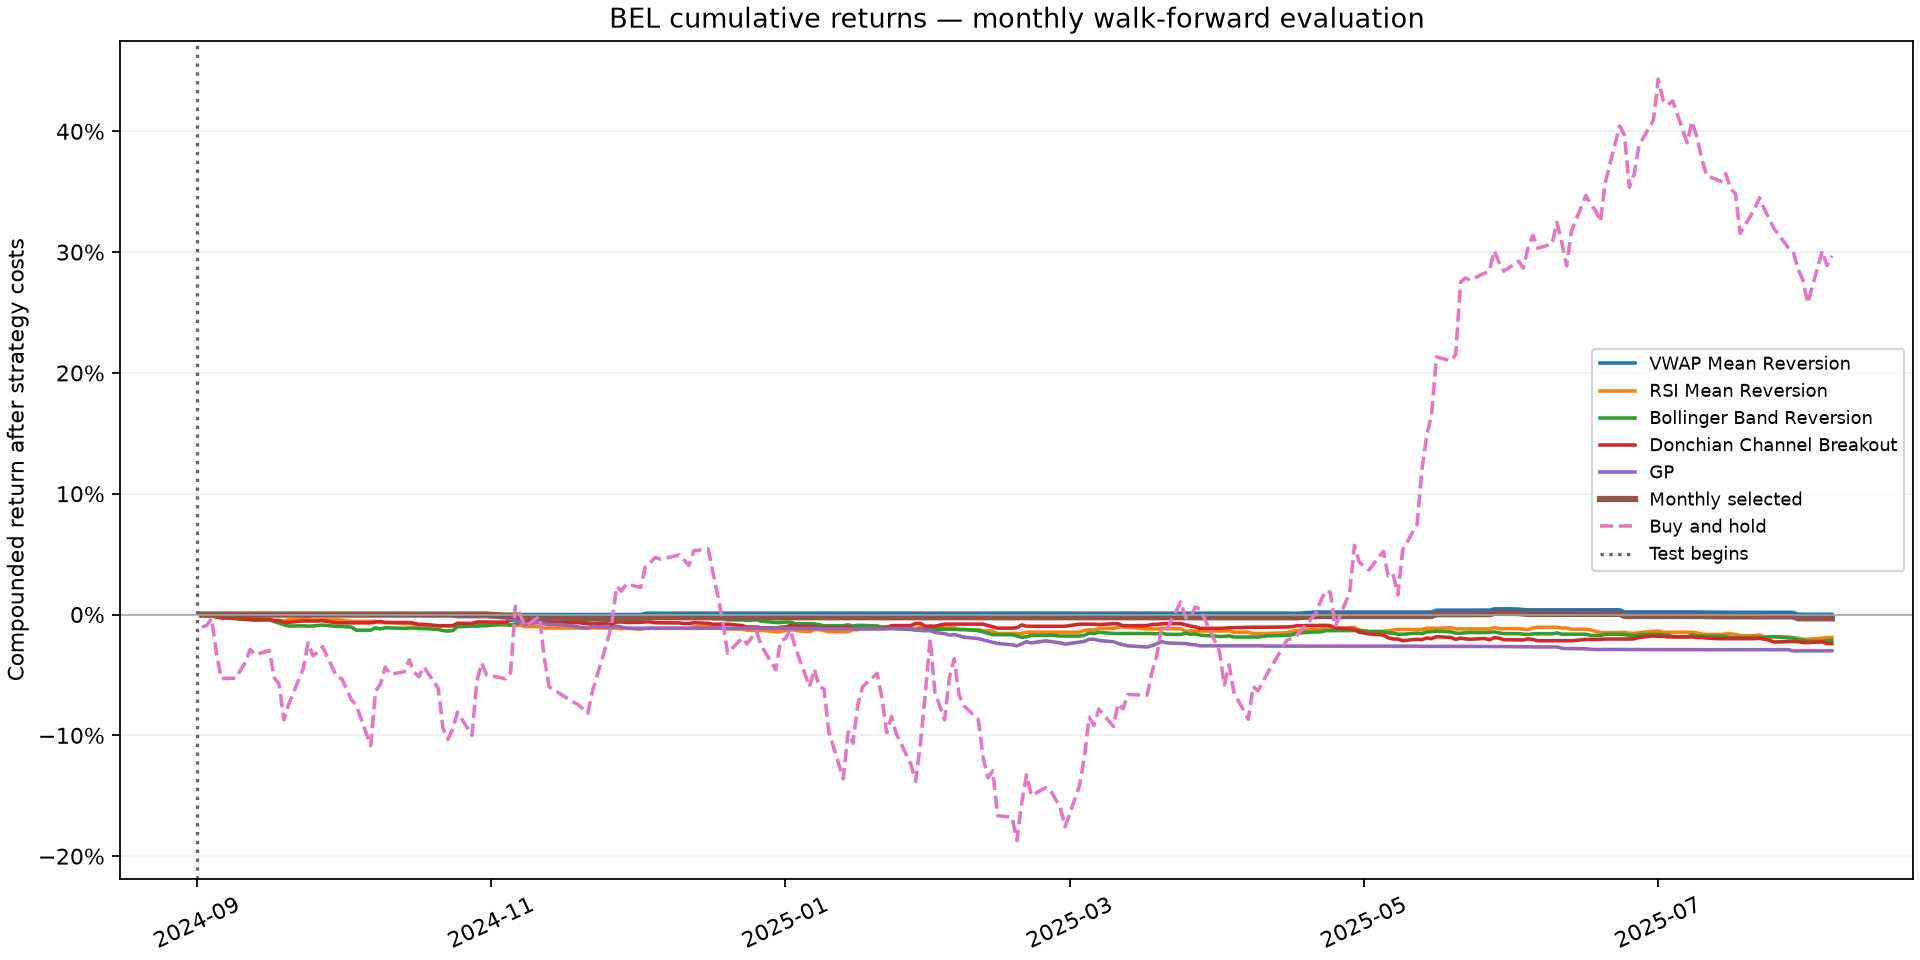 BEL cumulative returns — monthly walk-forward evaluation
Compounded return after strategy costs
40%
30%
20%
10%
0%
−10%
−20%
VWAP Mean Reversion
RSI Mean Reversion
Bollinger Band Reversion
Donchian Channel Breakout
GP
Monthly selected
Buy and hold
Test begins
2024-09
2024-11
2025-01
2025-03
2025-05
2025-07